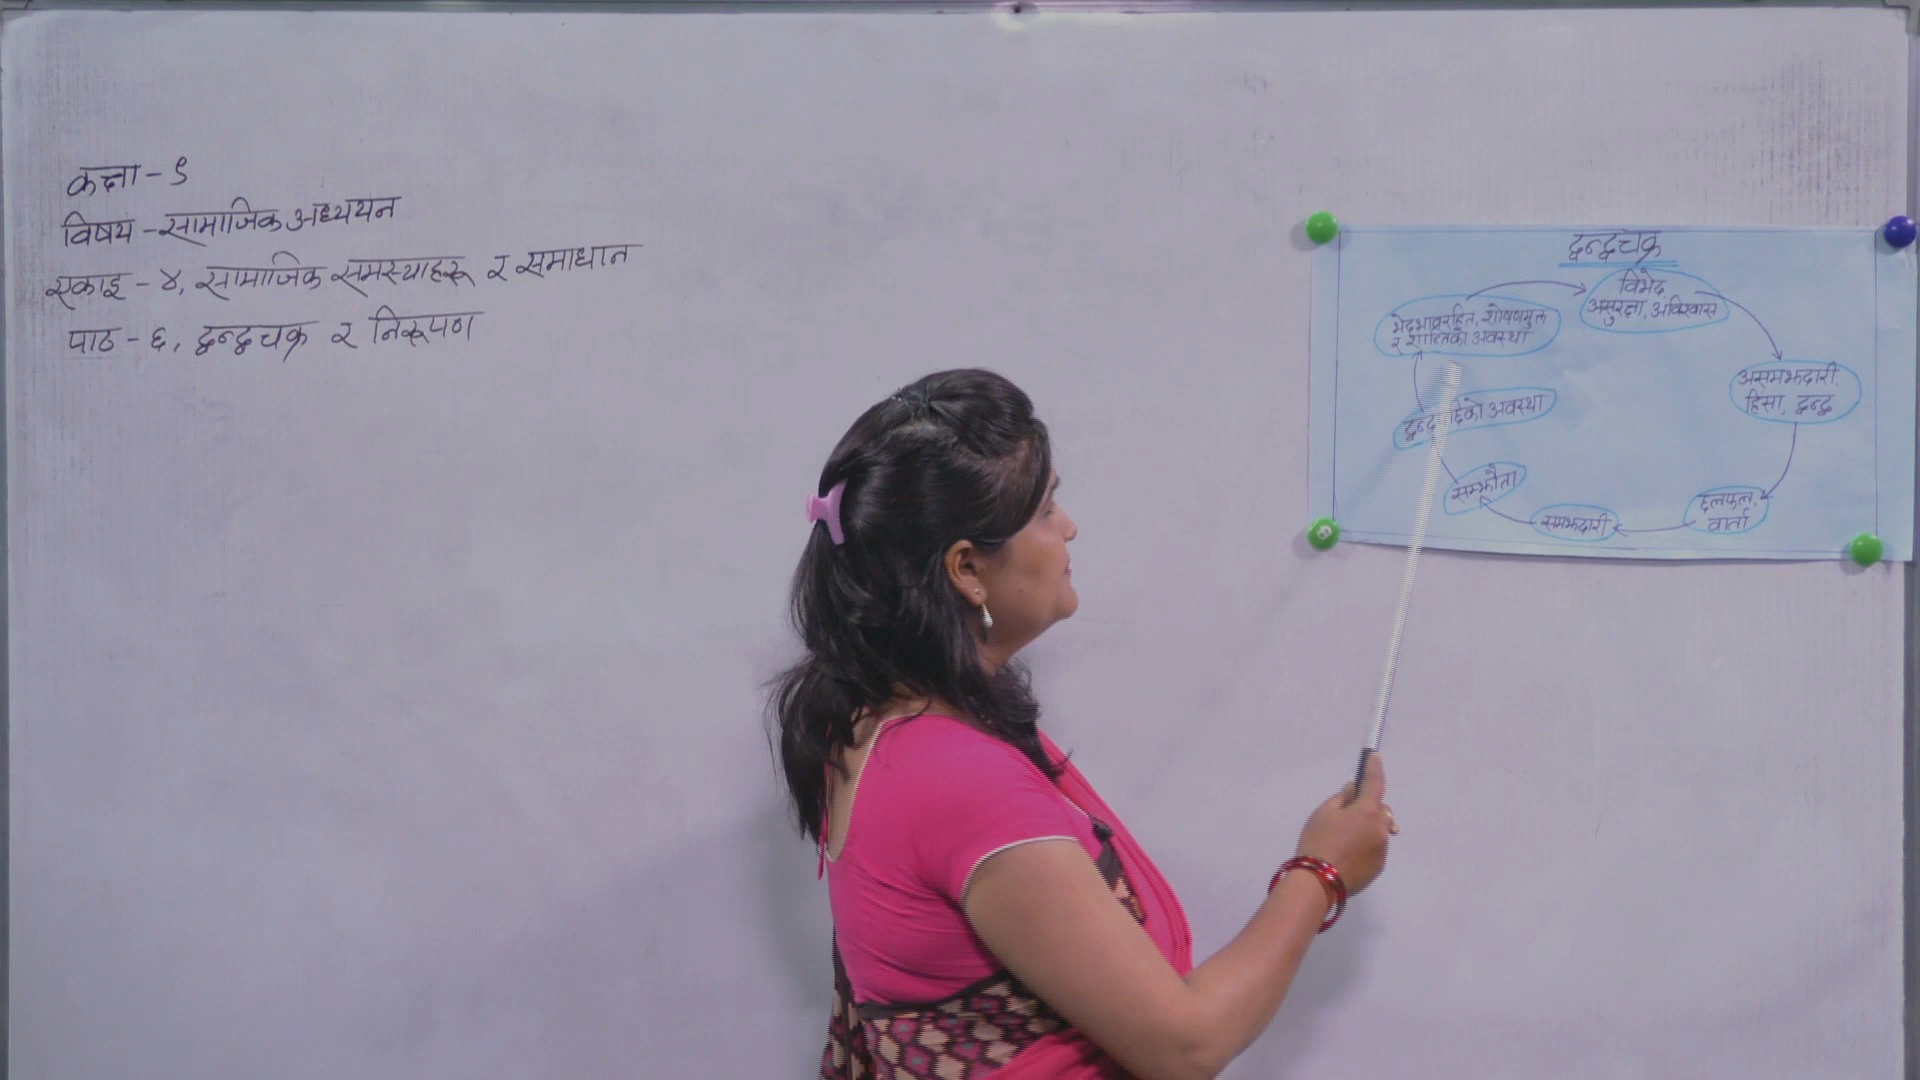 कक्षा - ९
विषय - सामाजिक अध्ययन
एकाइ - ४, सामाजिक समस्याहरू र समाधान
पाठ - ६, द्वन्द्वचक्र र निरूपण
द्वन्द्वचक्र
विभेद,
असुरक्षा, अविश्वास
भेदभावरहित, शोषणमुक्त
र शान्तिको अवस्था
असमझदारी,
हिंसा, द्वन्द्व
अवस्था
सम्झौता
समझदारी
छलफल,
वार्ता